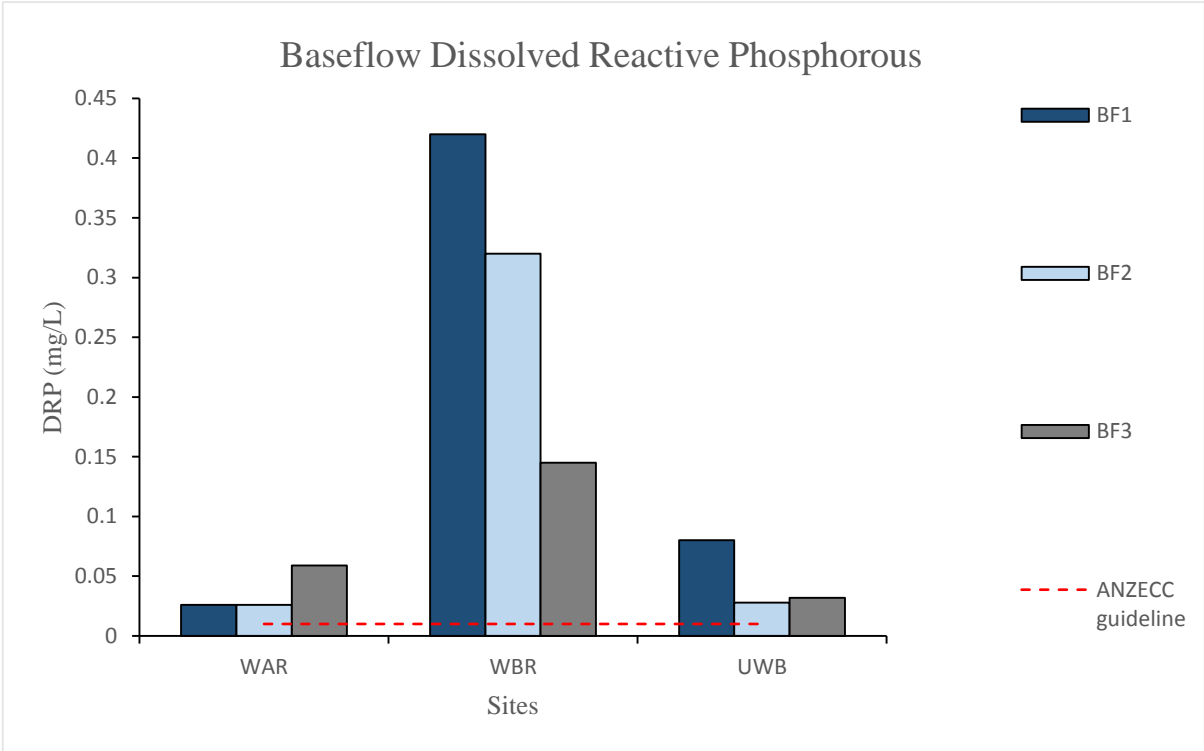 Baseflow Dissolved Reactive Phosphorous
0.45
0.4
0.35
0.3
0.25
0.2
0.15
0.1
0.05
0
DRP (mg/L)
WAR
WBR
UWB
Sites
BF1
BF2
BF3
ANZECC
guideline